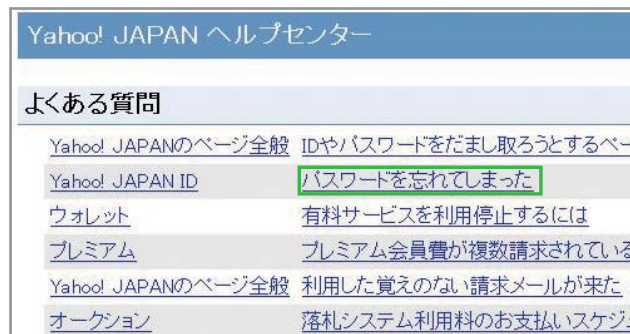 Yahoo! JAPAN ヘルプセンター
よくある質問
Yahoo! JAPANのページ全般 IDやパスワードをだまし取ろうとするペー
Yahoo! JAPAN ID パスワードを忘れてしまった
ウォレット 有料サービスを利用停止するには
プレミアム プレミアム会員費が複数請求されている
Yahoo! JAPANのページ全般 利用した覚えのない請求メールが来た
オークション 落札システム利用料のお支払いスケジ